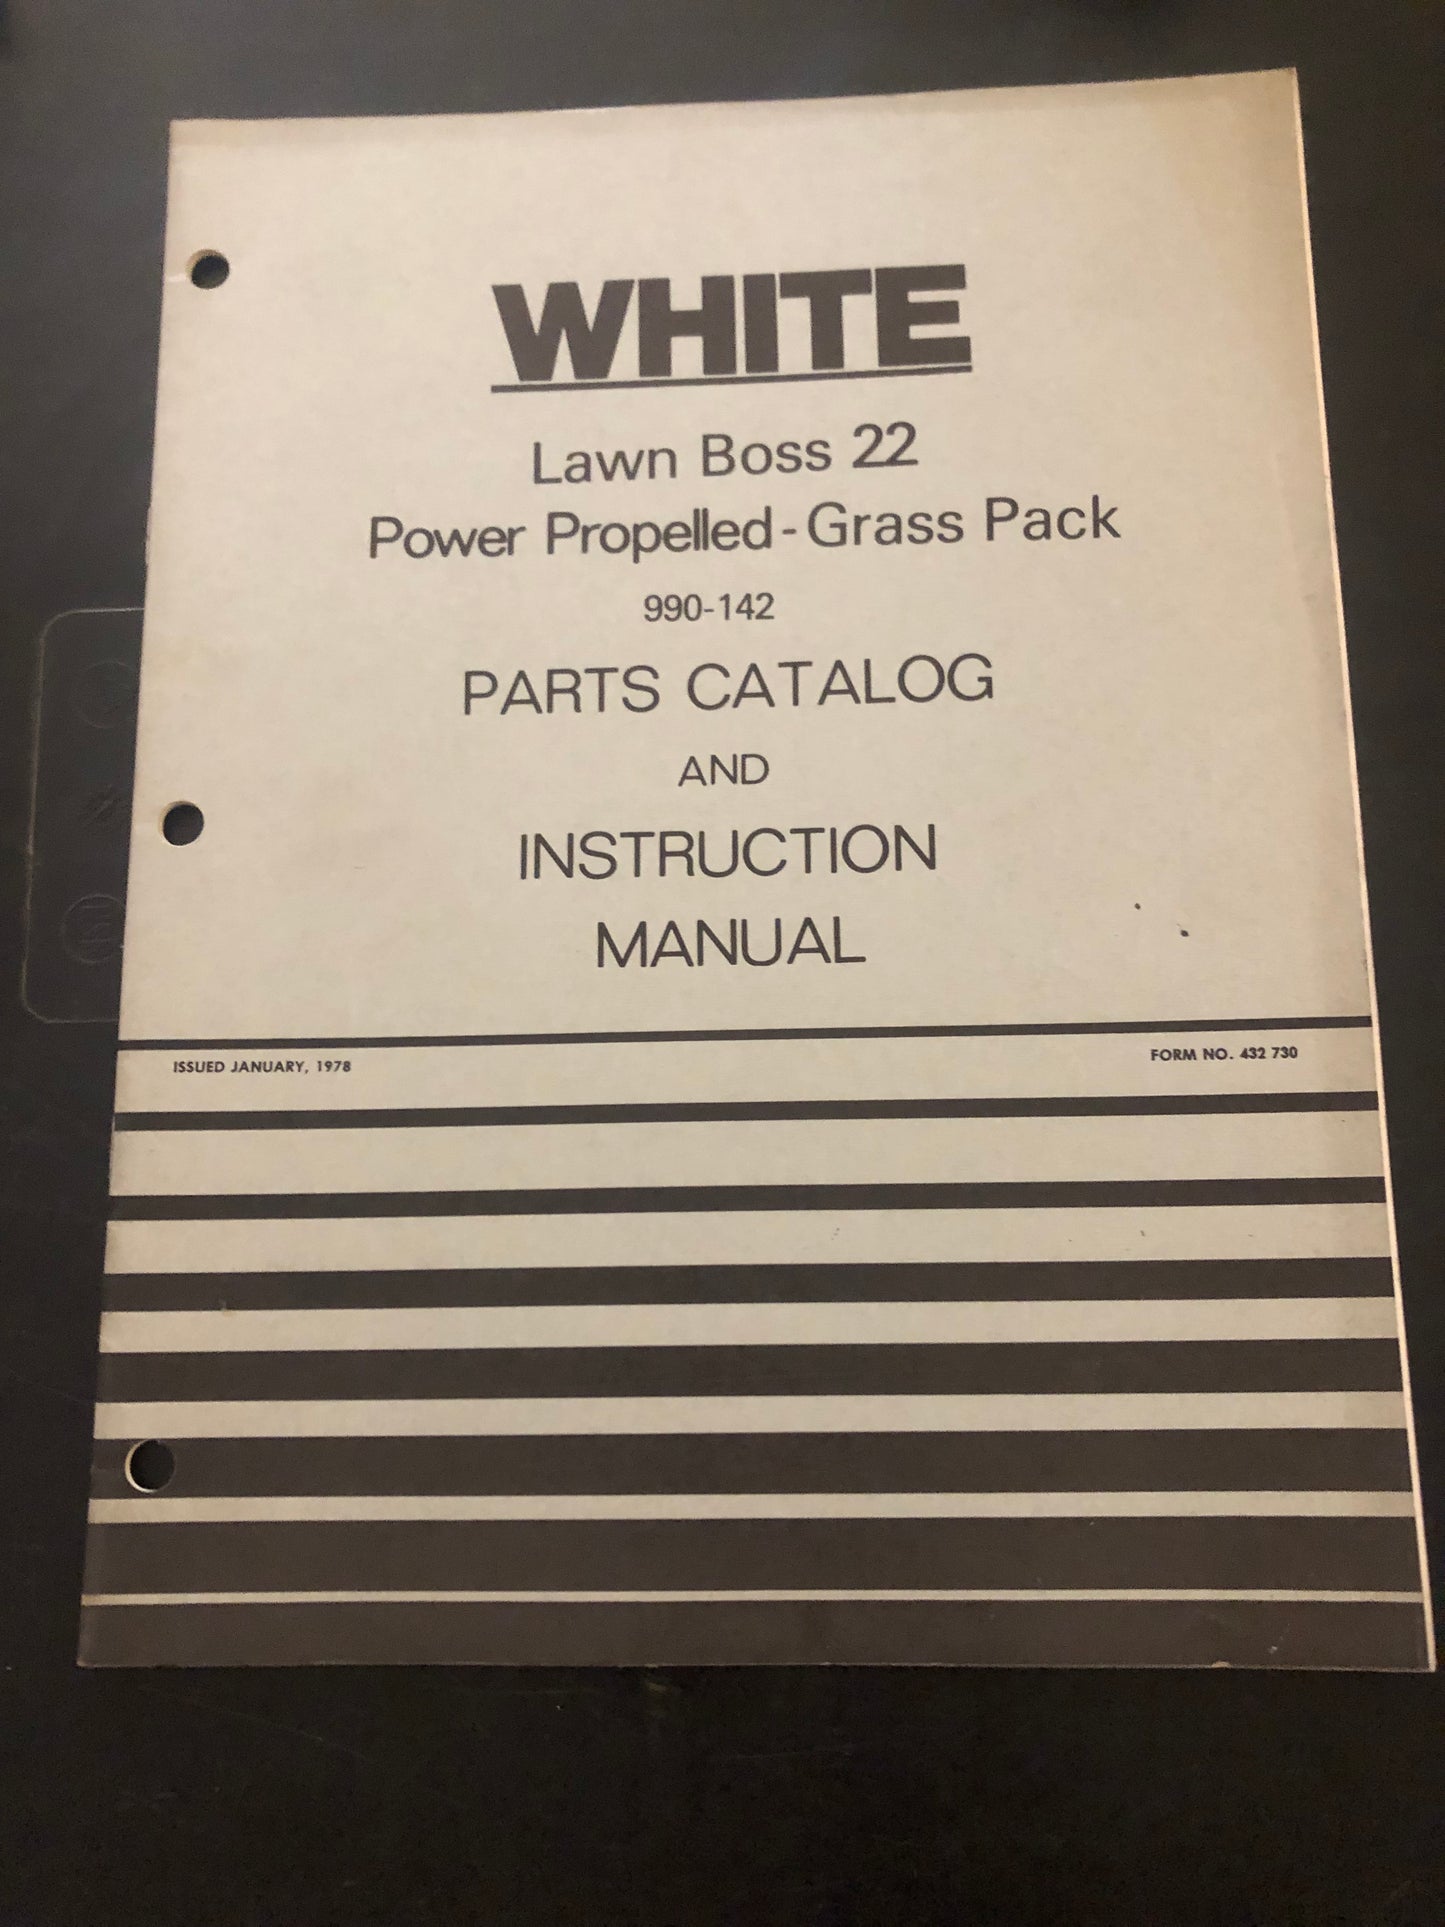 WHITE
Lawn Boss 22
Power Propelled-Grass Pack
990-142
PARTS CATALOG
AND
INSTRUCTION
MANUAL
ISSUED JANUARY, 1978
FORM NO. 432 730